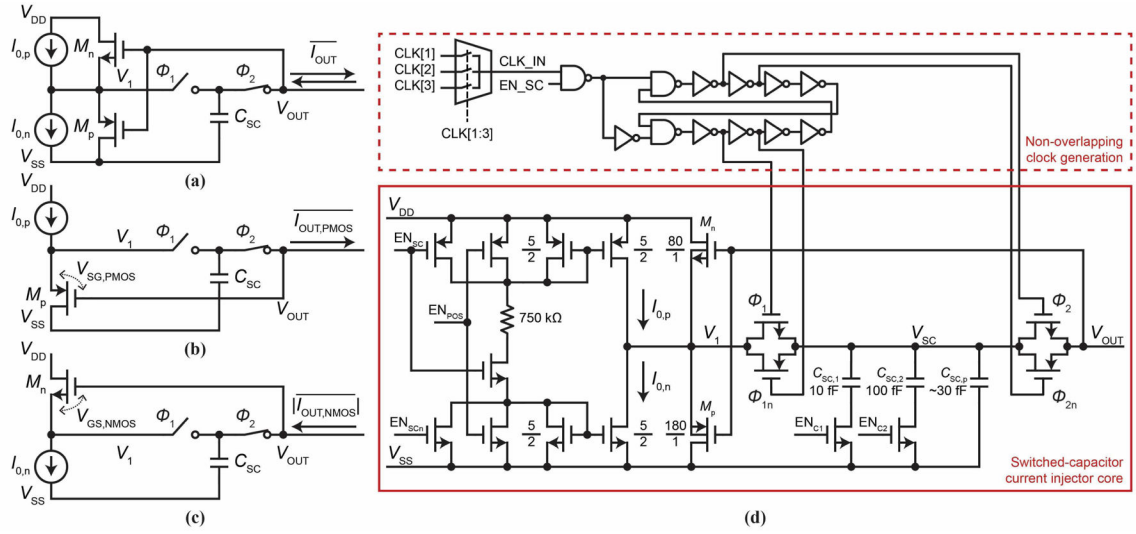 V_DD
I_0,p
M_n
V_1
Φ_1
Φ_2
I_OUT
V_OUT
C_SC
I_0,n
M_p
V_SS
(a)
V_DD
I_0,p
V_1
Φ_1
Φ_2
I_OUT,PMOS
V_SG,PMOS
C_SC
M_p
V_SS
V_OUT
(b)
V_DD
M_n
V_GS,NMOS
Φ_1
Φ_2
|I_OUT,NMOS|
V_1
V_OUT
I_0,n
C_SC
V_SS
(c)
CLK[1]
CLK[2]
CLK[3]
CLK_IN
EN_SC
CLK[1:3]
Non-overlapping
clock generation
V_DD
EN_SC
5/2
5/2
80/1
M_n
EN_POS
750 kΩ
I_0,p
I_0,n
V_1
Φ_1
Φ_1n
V_SC
Φ_2
Φ_2n
V_OUT
C_SC,1
10 fF
C_SC,2
100 fF
C_SC,p
~30 fF
M_p
EN_SCn
5/2
5/2
180/1
EN_C1
EN_C2
V_SS
Switched-capacitor
current injector core
(d)